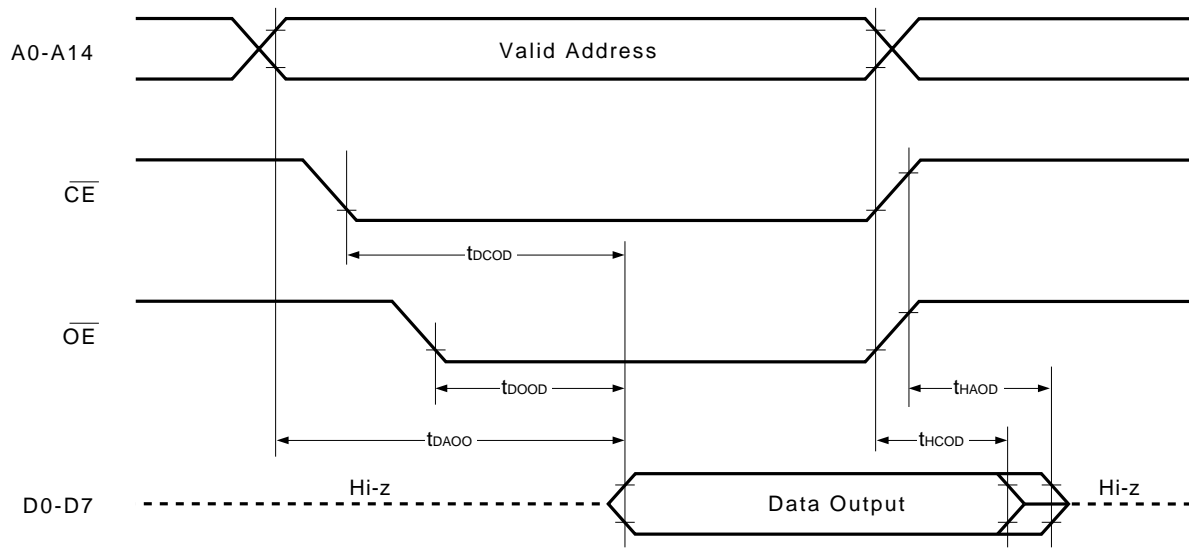 A0-A14
Valid Address
CE
tDCOD
OE
tDOOD
tHAOD
tDAOO
tHCOD
Hi-z
Data Output
Hi-z
D0-D7